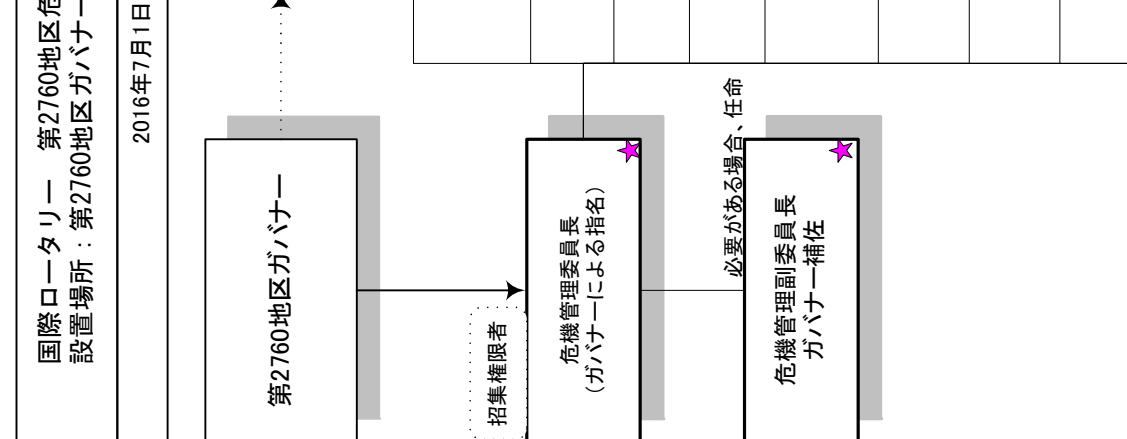 国際ロータリー　第2760地区危
設置場所：第2760地区ガバナー
2016年7月1日
第2760地区ガバナー
招集権限者
危機管理委員長
（ガバナーによる指名）
必要がある場合、任命
危機管理副委員長
ガバナー補佐